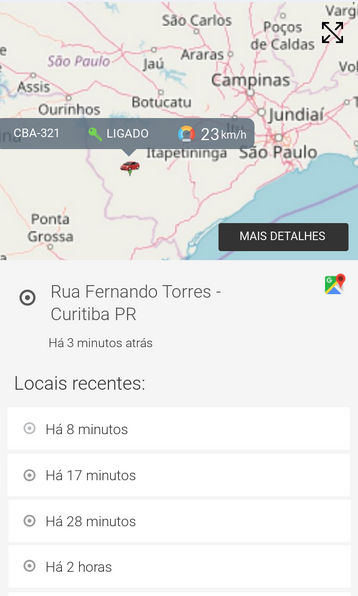 Varg
São Carlos
Poços
de Caldas
São Paulo
Jaú
Araras
Assis
Campinas
Ourinhos
Botucatu
Jundiaí
CBA-321 LIGADO 23 km/h
Itapetininga
São Paulo
Ponta
Grossa
MAIS DETALHES
Rua Fernando Torres -
Curitiba PR
Há 3 minutos atrás
Locais recentes:
Há 8 minutos
Há 17 minutos
Há 28 minutos
Há 2 horas